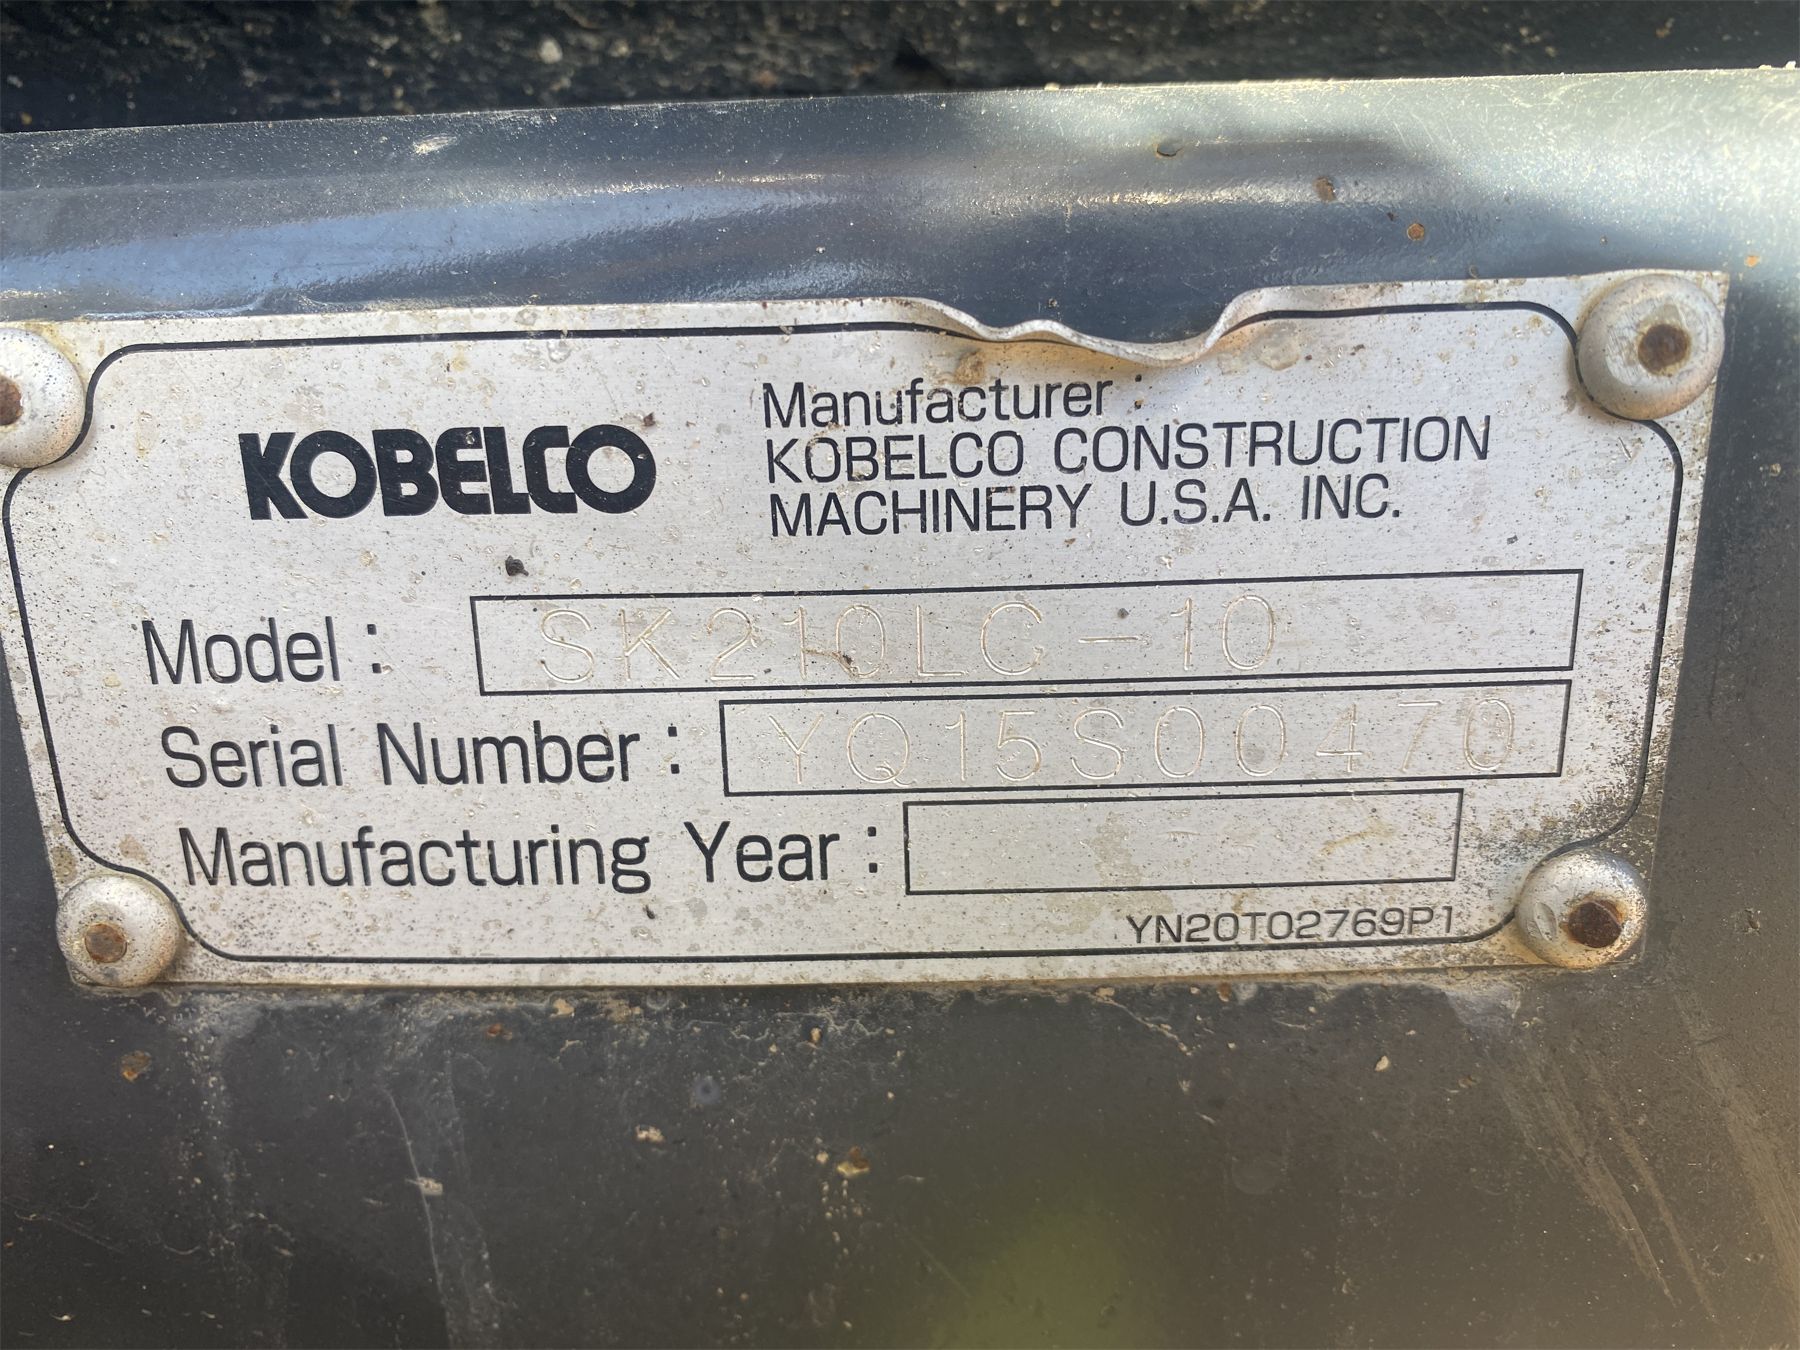 KOBELCO
Manufacturer :
KOBELCO CONSTRUCTION
MACHINERY U.S.A. INC.
Model : SK210LC-10
Serial Number : YQ15S00470
Manufacturing Year :
YN20T02769P1